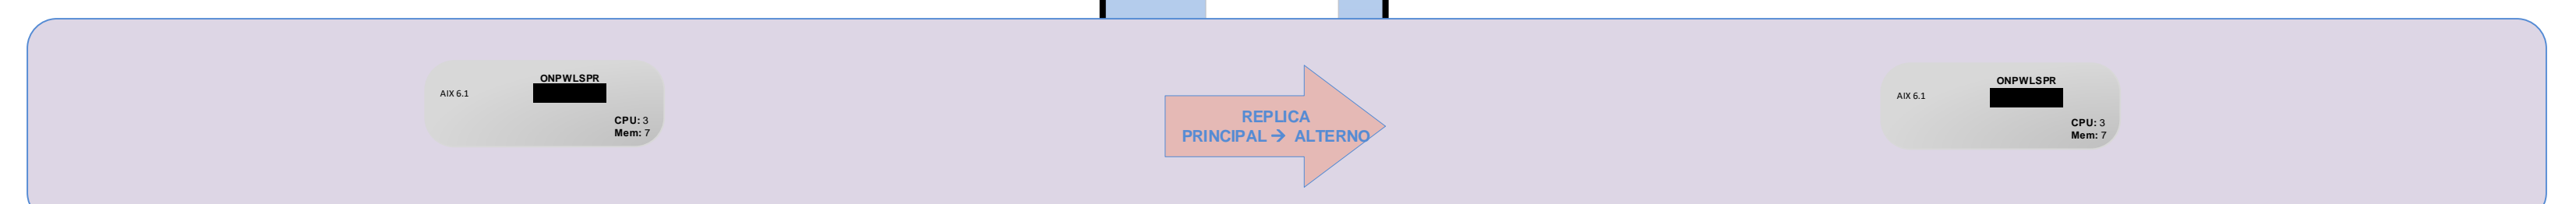 ONPWLSPR
AIX 6.1
CPU: 3
Mem: 7
REPLICA
PRINCIPAL → ALTERNO
ONPWLSPR
AIX 6.1
CPU: 3
Mem: 7